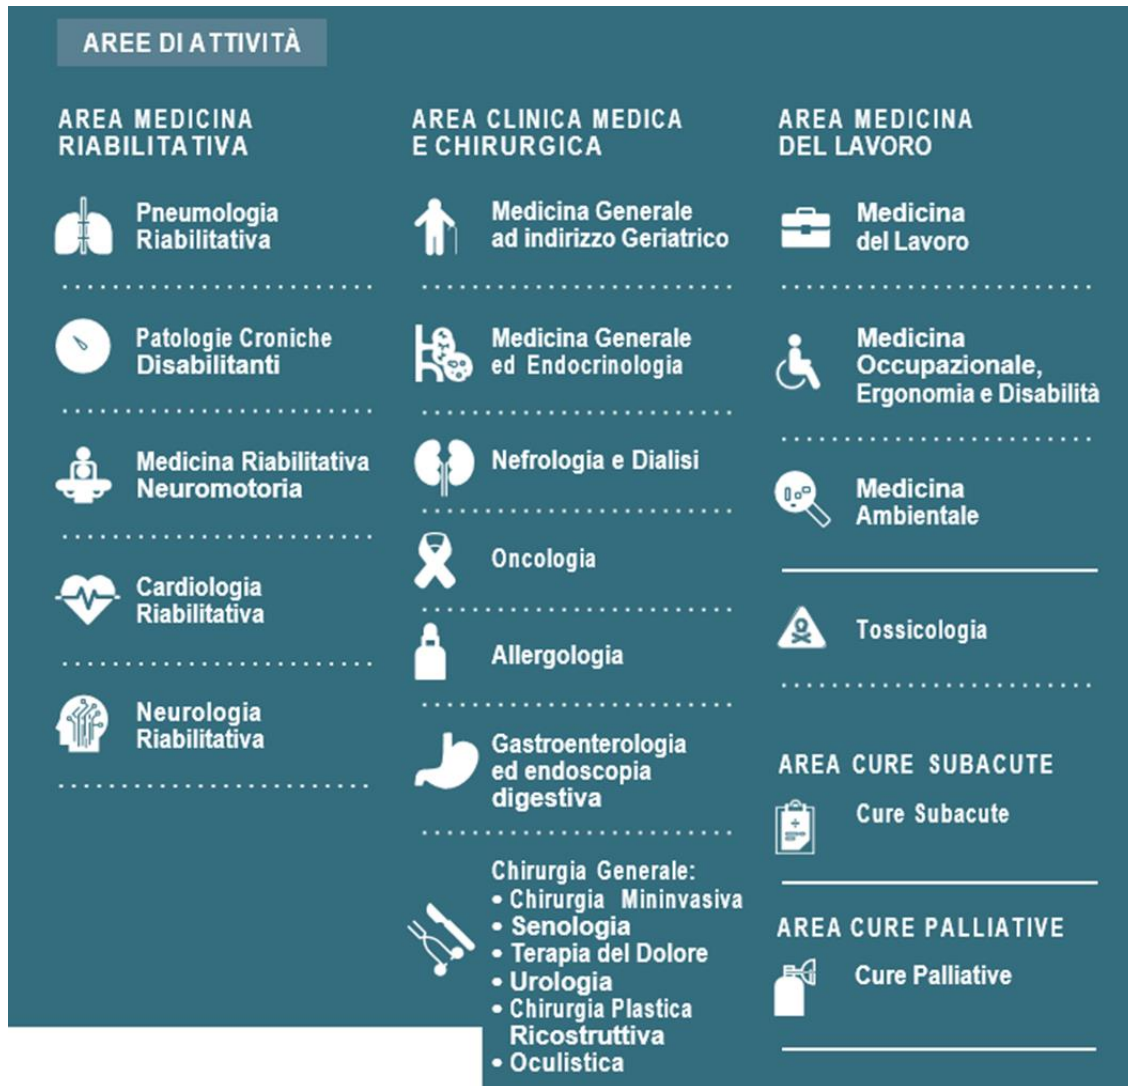 AREE DI ATTIVITÀ
AREA MEDICINA
RIABILITATIVA
Pneumologia
Riabilitativa
Patologie Croniche
Disabilitanti
Medicina Riabilitativa
Neuromotoria
Cardiologia
Riabilitativa
Neurologia
Riabilitativa
AREA CLINICA MEDICA
E CHIRURGICA
Medicina Generale
ad indirizzo Geriatrico
Medicina Generale
ed Endocrinologia
Nefrologia e Dialisi
Oncologia
Allergologia
Gastroenterologia
ed endoscopia
digestiva
Chirurgia Generale:
• Chirurgia Mininvasiva
• Senologia
• Terapia del Dolore
• Urologia
• Chirurgia Plastica
Ricostruttiva
• Oculistica
AREA MEDICINA
DEL LAVORO
Medicina
del Lavoro
Medicina
Occupazionale,
Ergonomia e Disabilità
Medicina
Ambientale
Tossicologia
AREA CURE SUBACUTE
Cure Subacute
AREA CURE PALLIATIVE
Cure Palliative